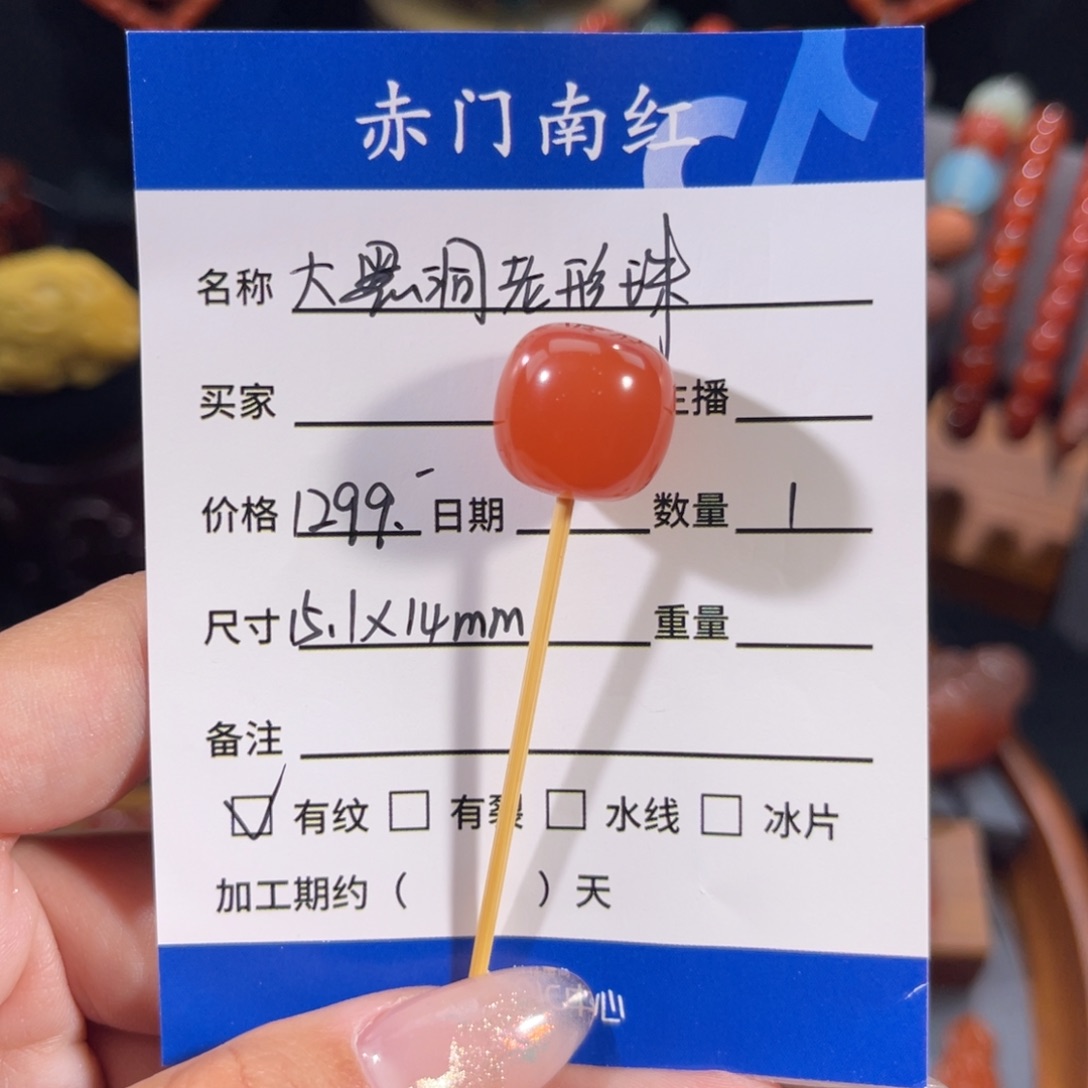 赤门南红
名称 大黑洞老形珠
买家 主播
价格 1299.- 日期 数量 1
尺寸 15.1×14mm 重量
备注
有纹 有裂 水线 冰片
加工期约（ ）天
心